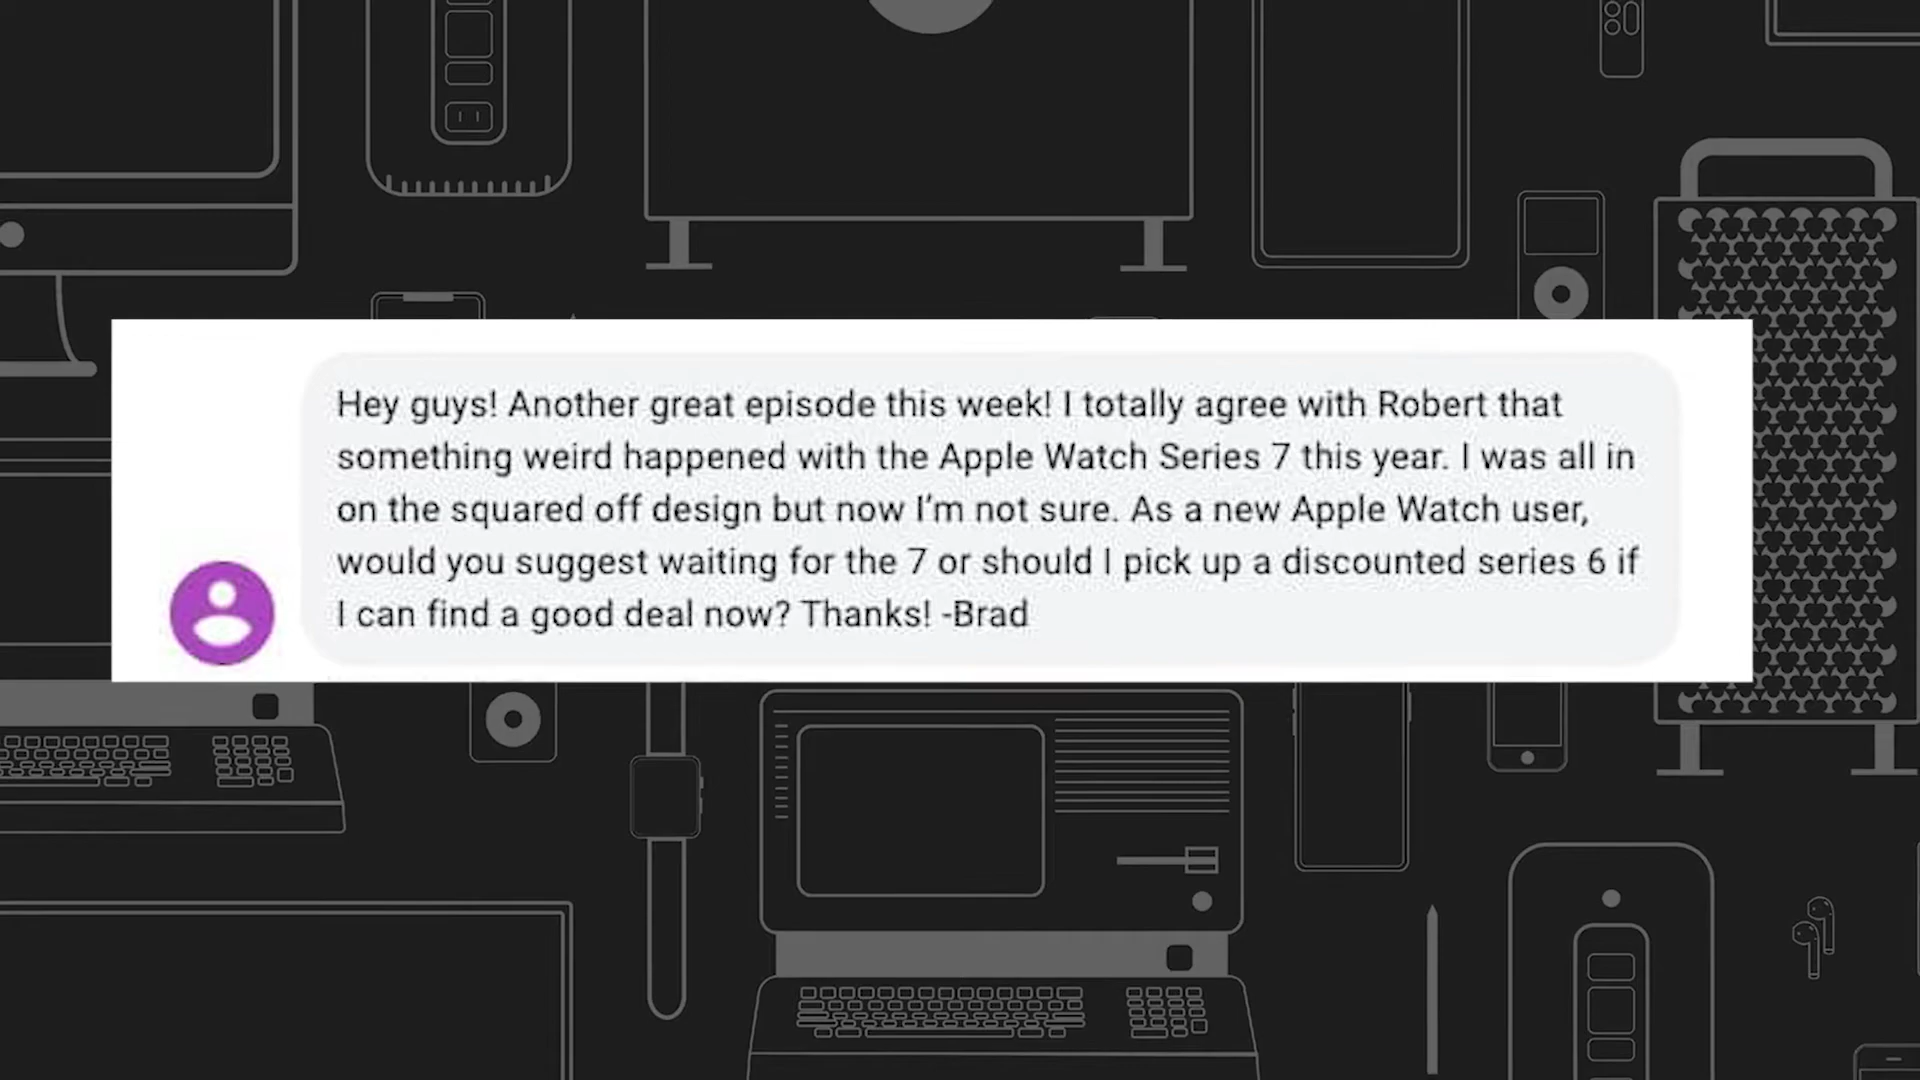 Hey guys! Another great episode this week! I totally agree with Robert that
something weird happened with the Apple Watch Series 7 this year. I was all in
on the squared off design but now I’m not sure. As a new Apple Watch user,
would you suggest waiting for the 7 or should I pick up a discounted series 6 if
I can find a good deal now? Thanks! -Brad